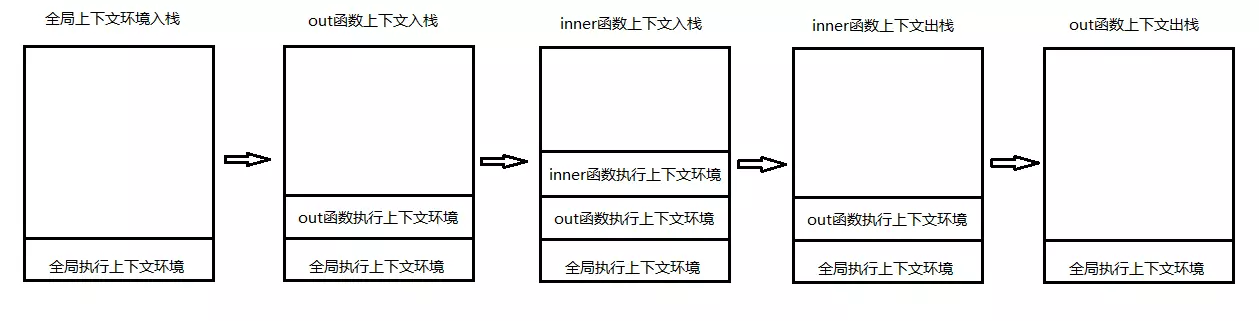 全局上下文环境入栈
out函数上下文入栈
inner函数上下文入栈
inner函数上下文出栈
out函数上下文出栈
全局执行上下文环境
out函数执行上下文环境
全局执行上下文环境
inner函数执行上下文环境
out函数执行上下文环境
全局执行上下文环境
out函数执行上下文环境
全局执行上下文环境
全局执行上下文环境